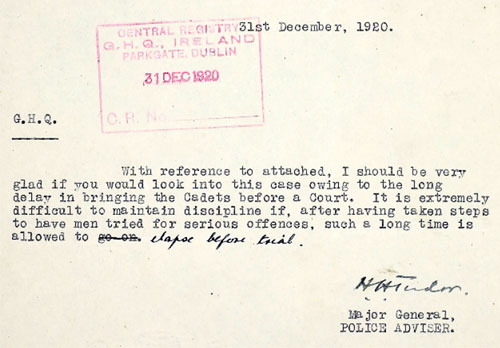 31st December, 1920.
CENTRAL REGISTRY
G.H.Q., IRELAND
PARKGATE, DUBLIN
31 DEC 1920
C. R. No.
G.H.Q.
With reference to attached, I should be very
glad if you would look into this case owing to the long
delay in bringing the Cadets before a Court. It is extremely
difficult to maintain discipline if, after having taken steps
to have men tried for serious offences, such a long time is
allowed to go on. elapse before trial.
H H Tudor.
Major General,
POLICE ADVISER.